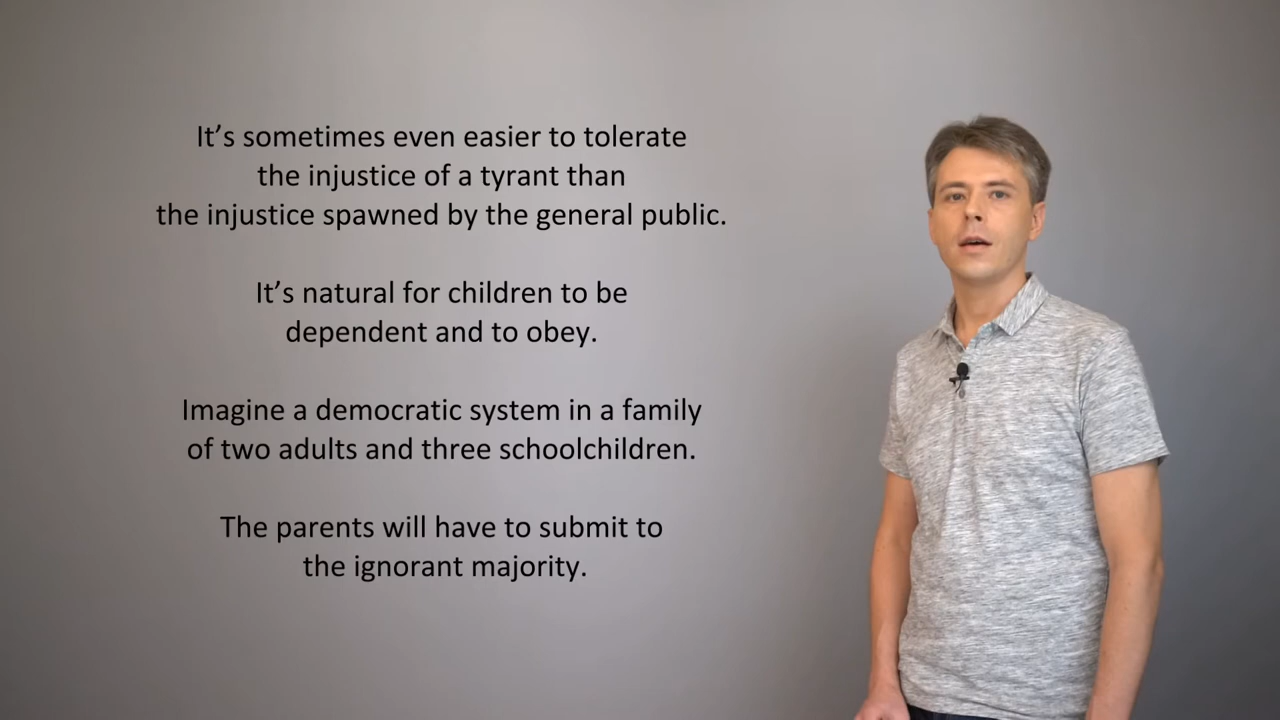 It’s sometimes even easier to tolerate
the injustice of a tyrant than
the injustice spawned by the general public.
It’s natural for children to be
dependent and to obey.
Imagine a democratic system in a family
of two adults and three schoolchildren.
The parents will have to submit to
the ignorant majority.